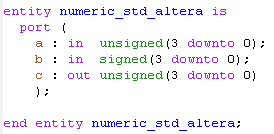 entity numeric_std_altera is
port (
a : in unsigned(3 downto 0);
b : in signed(3 downto 0);
c : out unsigned(3 downto 0)
);
end entity numeric_std_altera;